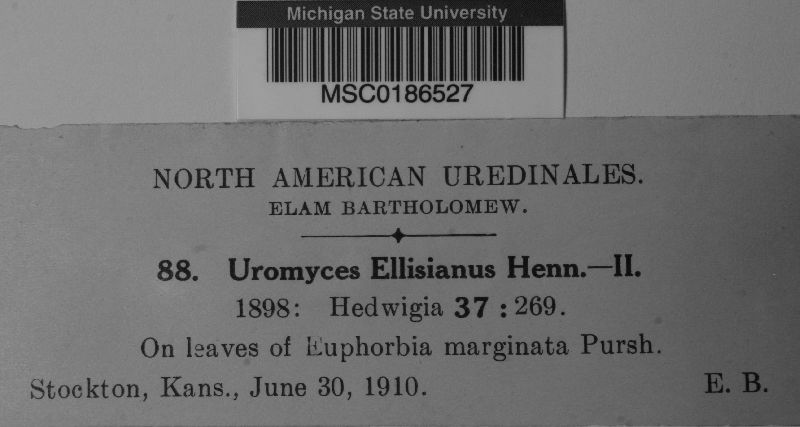 Michigan State University
MSC0186527
NORTH AMERICAN UREDINALES.
ELAM BARTHOLOMEW.
88. Uromyces Ellisianus Henn.—II.
1898: Hedwigia 37 : 269.
On leaves of Euphorbia marginata Pursh.
Stockton, Kans., June 30, 1910. E. B.